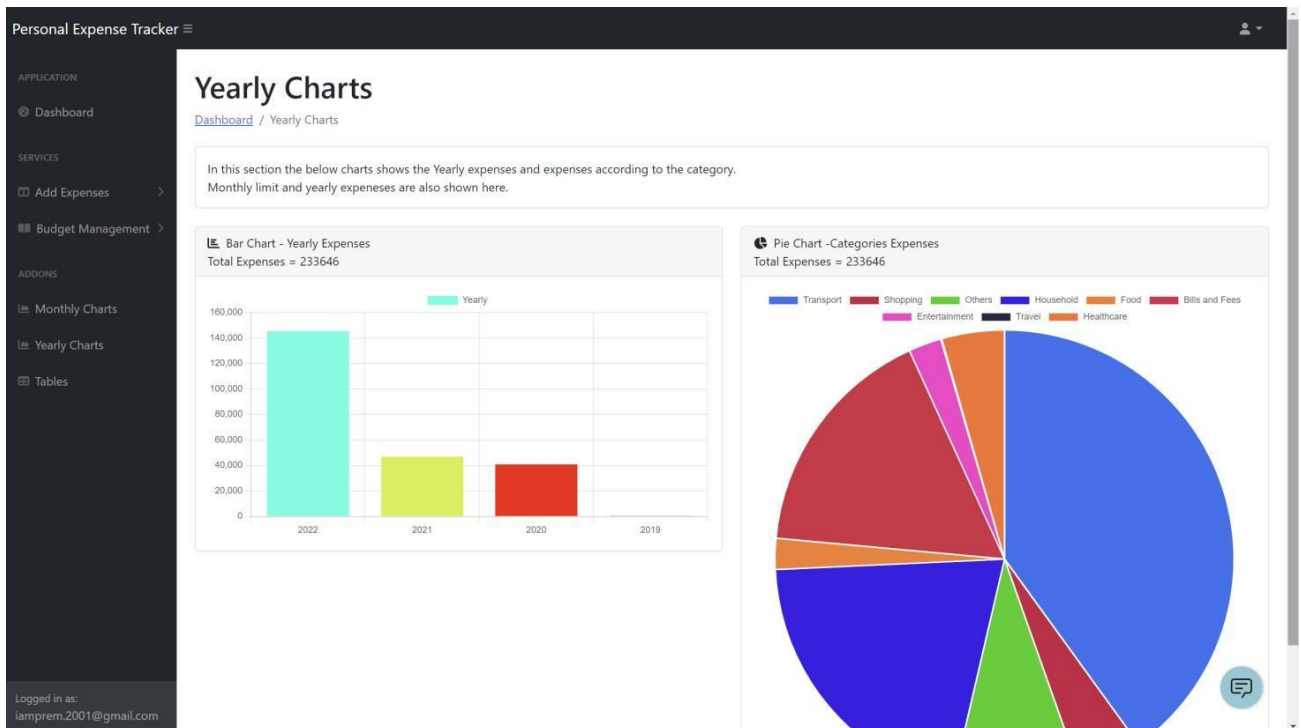 Personal Expense Tracker
APPLICATION
Dashboard
SERVICES
Add Expenses
Budget Management
ADDONS
Monthly Charts
Yearly Charts
Tables
Logged in as:
iamprem.2001@gmail.com
Yearly Charts
Dashboard / Yearly Charts
In this section the below charts shows the Yearly expenses and expenses according to the category.
Monthly limit and yearly expeneses are also shown here.
Bar Chart - Yearly Expenses
Total Expenses = 233646
Yearly
160,000
140,000
120,000
100,000
80,000
60,000
40,000
20,000
0
2022 2021 2020 2019
Pie Chart -Categories Expenses
Total Expenses = 233646
Transport Shopping Others Household Food Bills and Fees
Entertainment Travel Healthcare